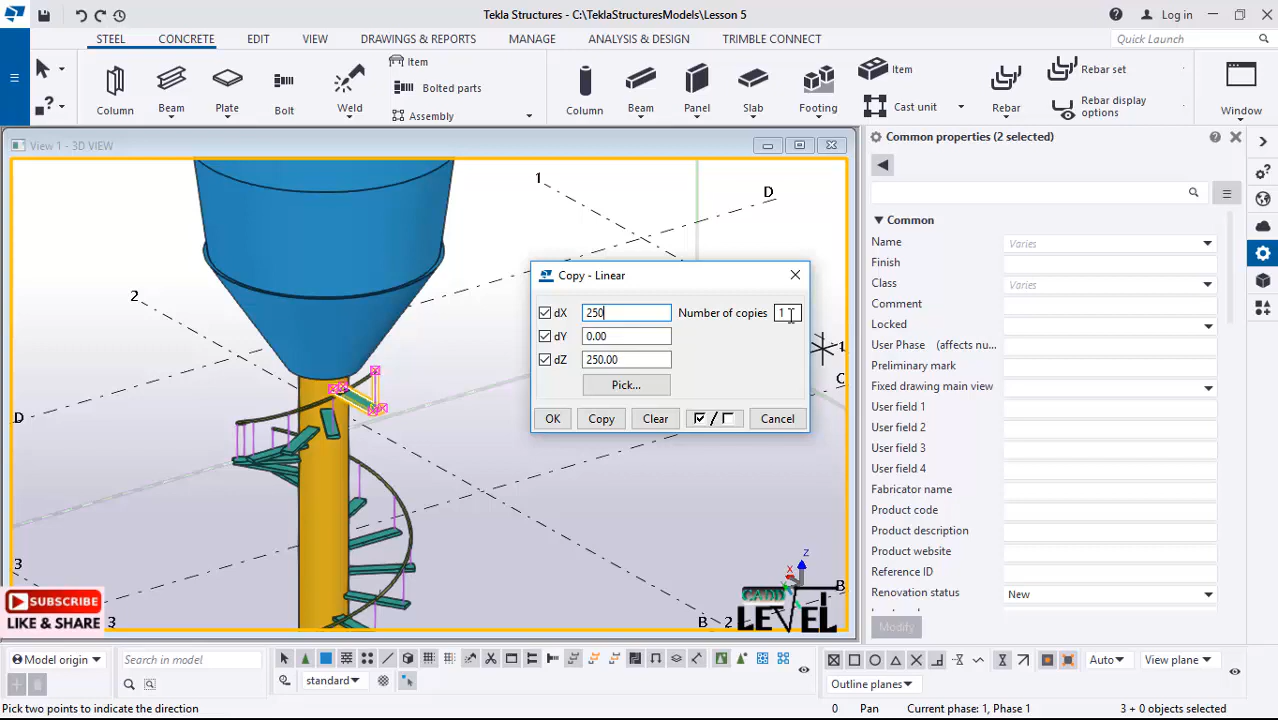 Tekla Structures - C:\TeklaStructuresModels\Lesson 5
Log in
STEEL CONCRETE EDIT VIEW DRAWINGS & REPORTS MANAGE ANALYSIS & DESIGN TRIMBLE CONNECT
Quick Launch
Column
Beam
Plate
Bolt
Weld
Item
Bolted parts
Assembly
Column
Beam
Panel
Slab
Footing
Item
Cast unit
Rebar
Rebar set
Rebar display options
Window
View 1 - 3D VIEW
Common properties (2 selected)
Common
Name Varies
Finish
Class Varies
Comment
Locked
User Phase (affects nu...
Preliminary mark
Fixed drawing main view
User field 1
User field 2
User field 3
User field 4
Fabricator name
Product code
Product description
Product website
Reference ID
Renovation status New
Modify
1
D
2
D
3
3
1
C
B
B 2
Z
X
Copy - Linear
dX 250 Number of copies 1
dY 0.00
dZ 250.00
Pick...
OK Copy Clear / Cancel
SUBSCRIBE
LIKE & SHARE
CADD
LEVEL
Model origin
Search in model
standard
Auto
View plane
Outline planes
Pick two points to indicate the direction
0 Pan Current phase: 1, Phase 1 3 + 0 objects selected